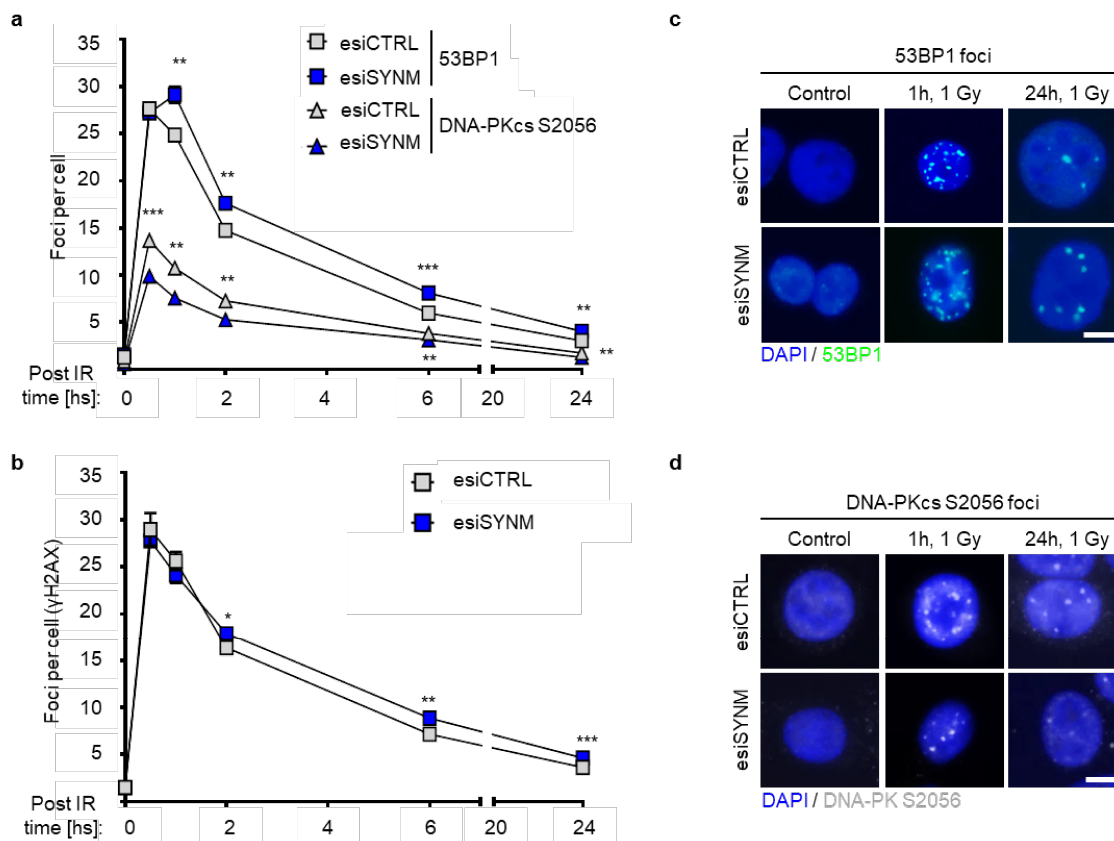 a
35
30
25
20
15
10
5
Foci per cell
esiCTRL
esiSYNM
53BP1
esiCTRL
esiSYNM
DNA-PKcs S2056
**
**
***
**
***
**
**
**
**
**
Post IR
time [hs]:
0 2 4 6 20 24
b
35
30
25
20
15
10
5
Foci per cell (γH2AX)
esiCTRL
esiSYNM
*
**
***
Post IR
time [hs]:
0 2 4 6 20 24
c
53BP1 foci
Control 1h, 1 Gy 24h, 1 Gy
esiCTRL
esiSYNM
DAPI / 53BP1
d
DNA-PKcs S2056 foci
Control 1h, 1 Gy 24h, 1 Gy
esiCTRL
esiSYNM
DAPI / DNA-PK S2056